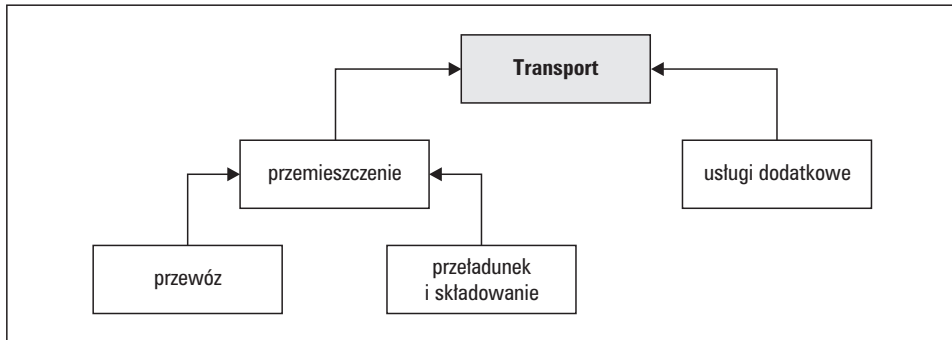 Transport
przemieszczenie
usługi dodatkowe
przewóz
przeładunek
i składowanie